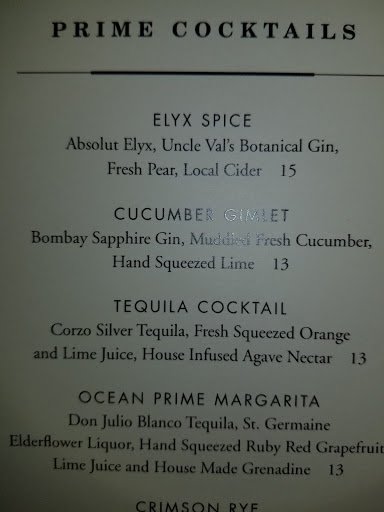 PRIME COCKTAILS
ELYX SPICE
Absolut Elyx, Uncle Val's Botanical Gin,
Fresh Pear, Local Cider 15
CUCUMBER GIMLET
Bombay Sapphire Gin, Muddled Fresh Cucumber,
Hand Squeezed Lime 13
TEQUILA COCKTAIL
Corzo Silver Tequila, Fresh Squeezed Orange
and Lime Juice, House Infused Agave Nectar 13
OCEAN PRIME MARGARITA
Don Julio Blanco Tequila, St. Germaine
Elderflower Liquor, Hand Squeezed Ruby Red Grapefruit
Lime Juice and House Made Grenadine 13
CRIMSON RYE